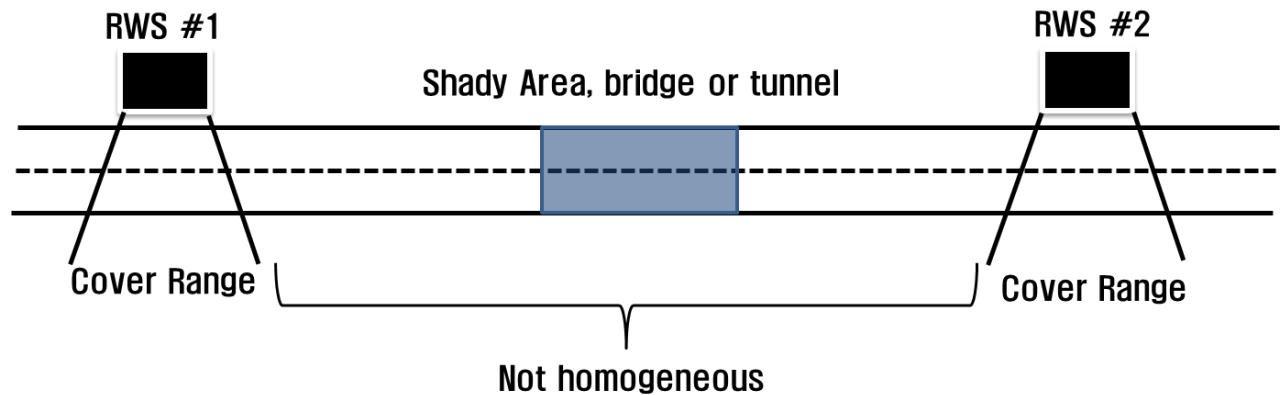 RWS #1
RWS #2
Shady Area, bridge or tunnel
Cover Range
Cover Range
Not homogeneous